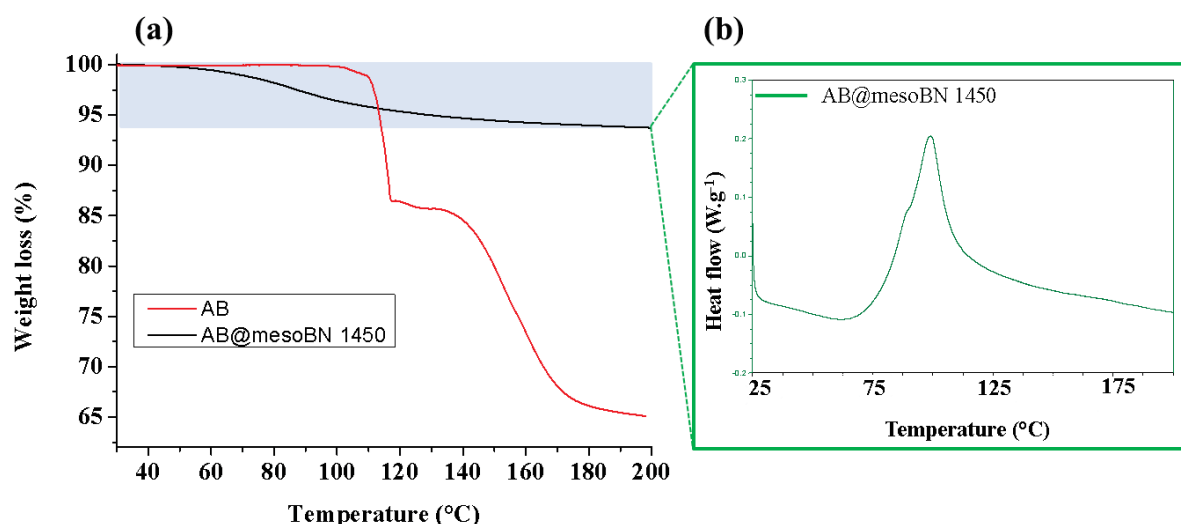 (a)
100
95
90
85
80
75
70
65
Weight loss (%)
AB
AB@mesoBN 1450
40 60 80 100 120 140 160 180 200
Temperature (°C)
(b)
AB@mesoBN 1450
0.3
0.2
0.1
0.0
-0.1
-0.2
Heat flow (W.g⁻¹)
25 75 125 175
Temperature (°C)